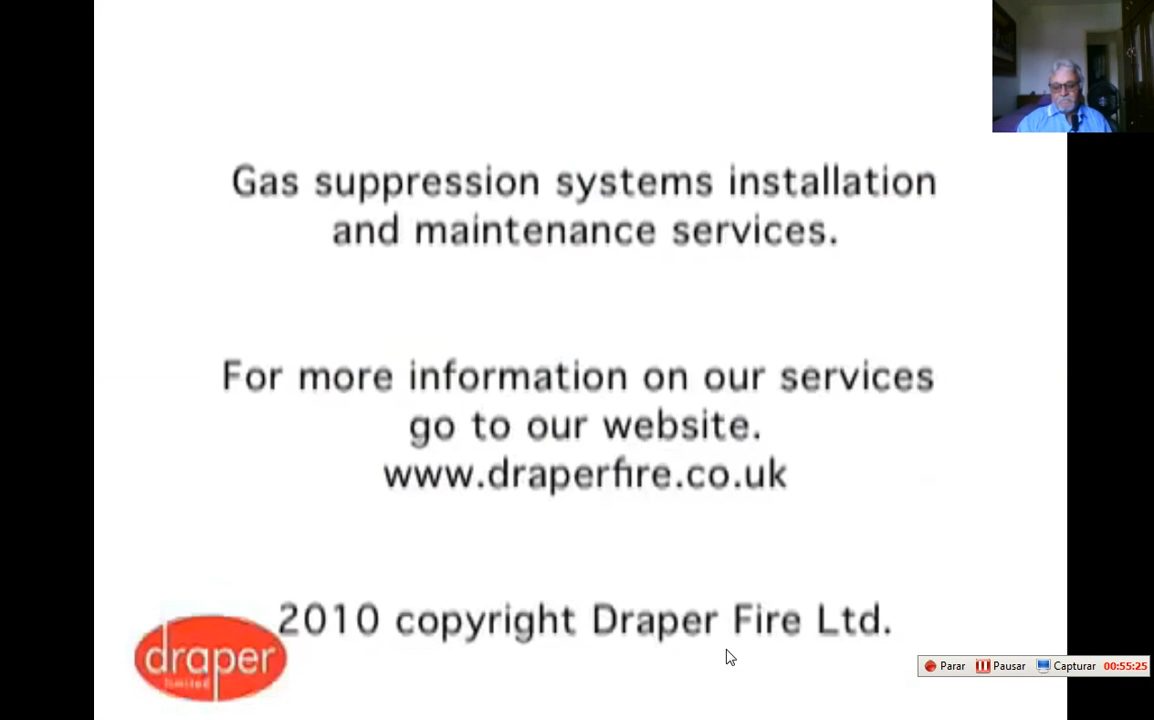 Gas suppression systems installation
and maintenance services.
For more information on our services
go to our website.
www.draperfire.co.uk
2010 copyright Draper Fire Ltd.
draper
limited
Parar Pausar Capturar 00:55:25